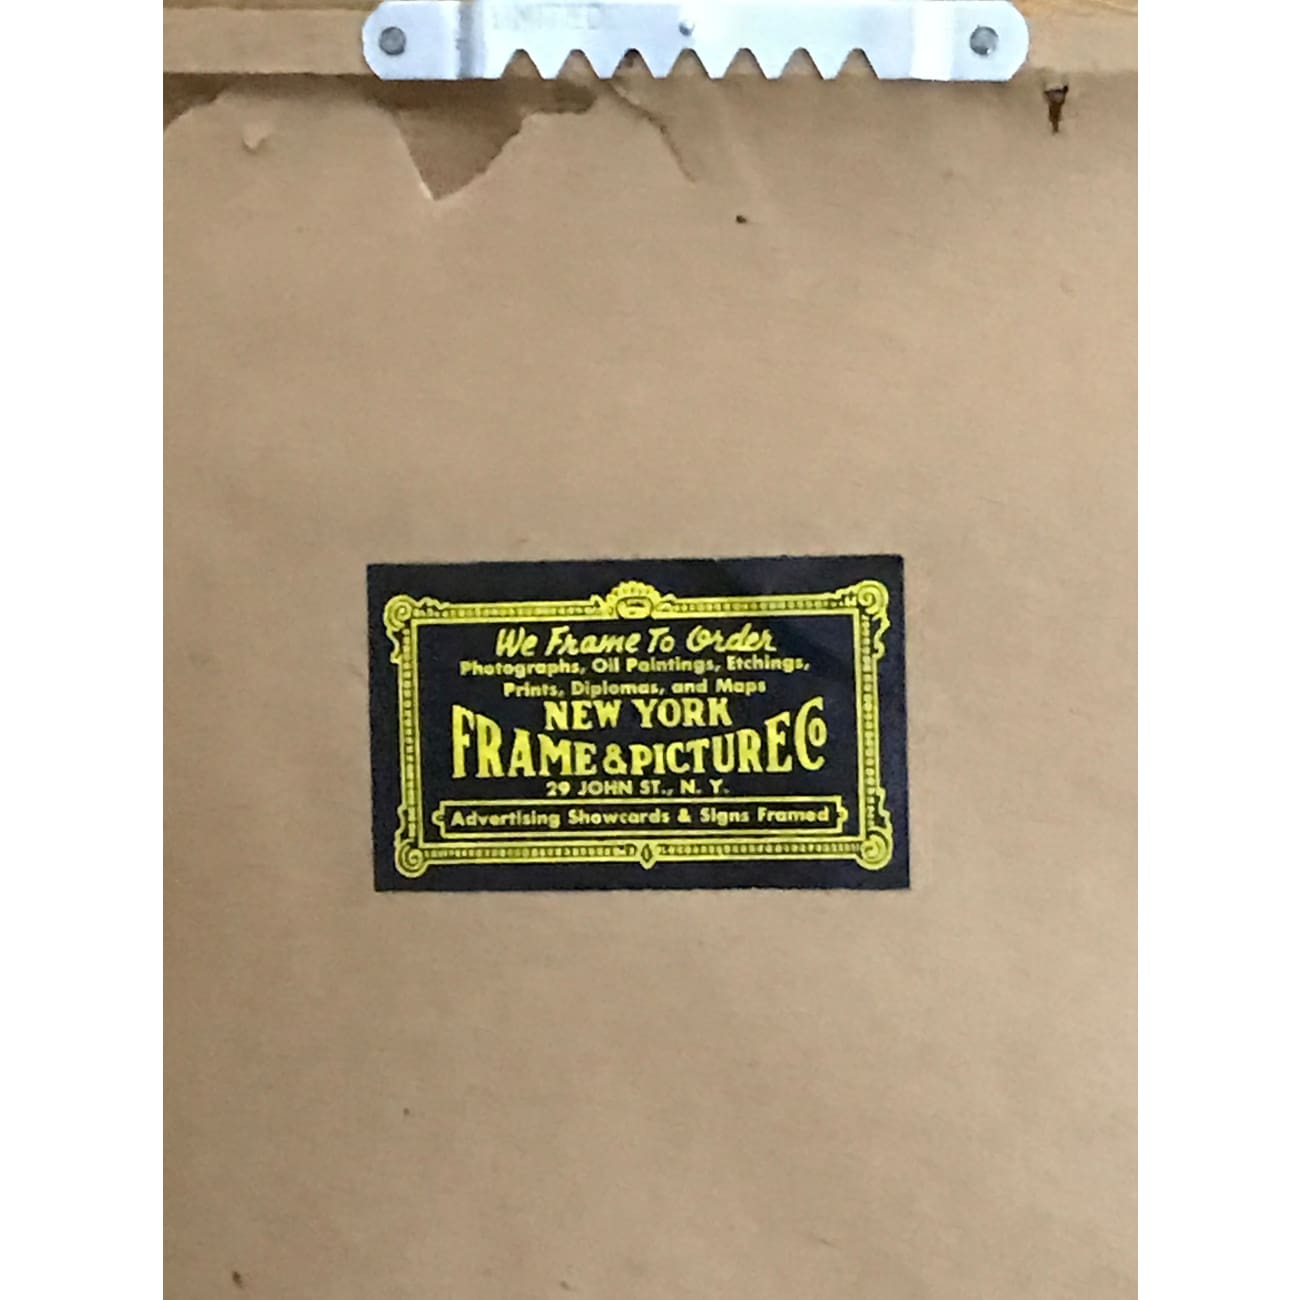 We Frame To Order
Photographs, Oil Paintings, Etchings,
Prints, Diplomas, and Maps
NEW YORK
FRAME & PICTURE Co
29 JOHN ST., N. Y.
Advertising Showcards & Signs Framed